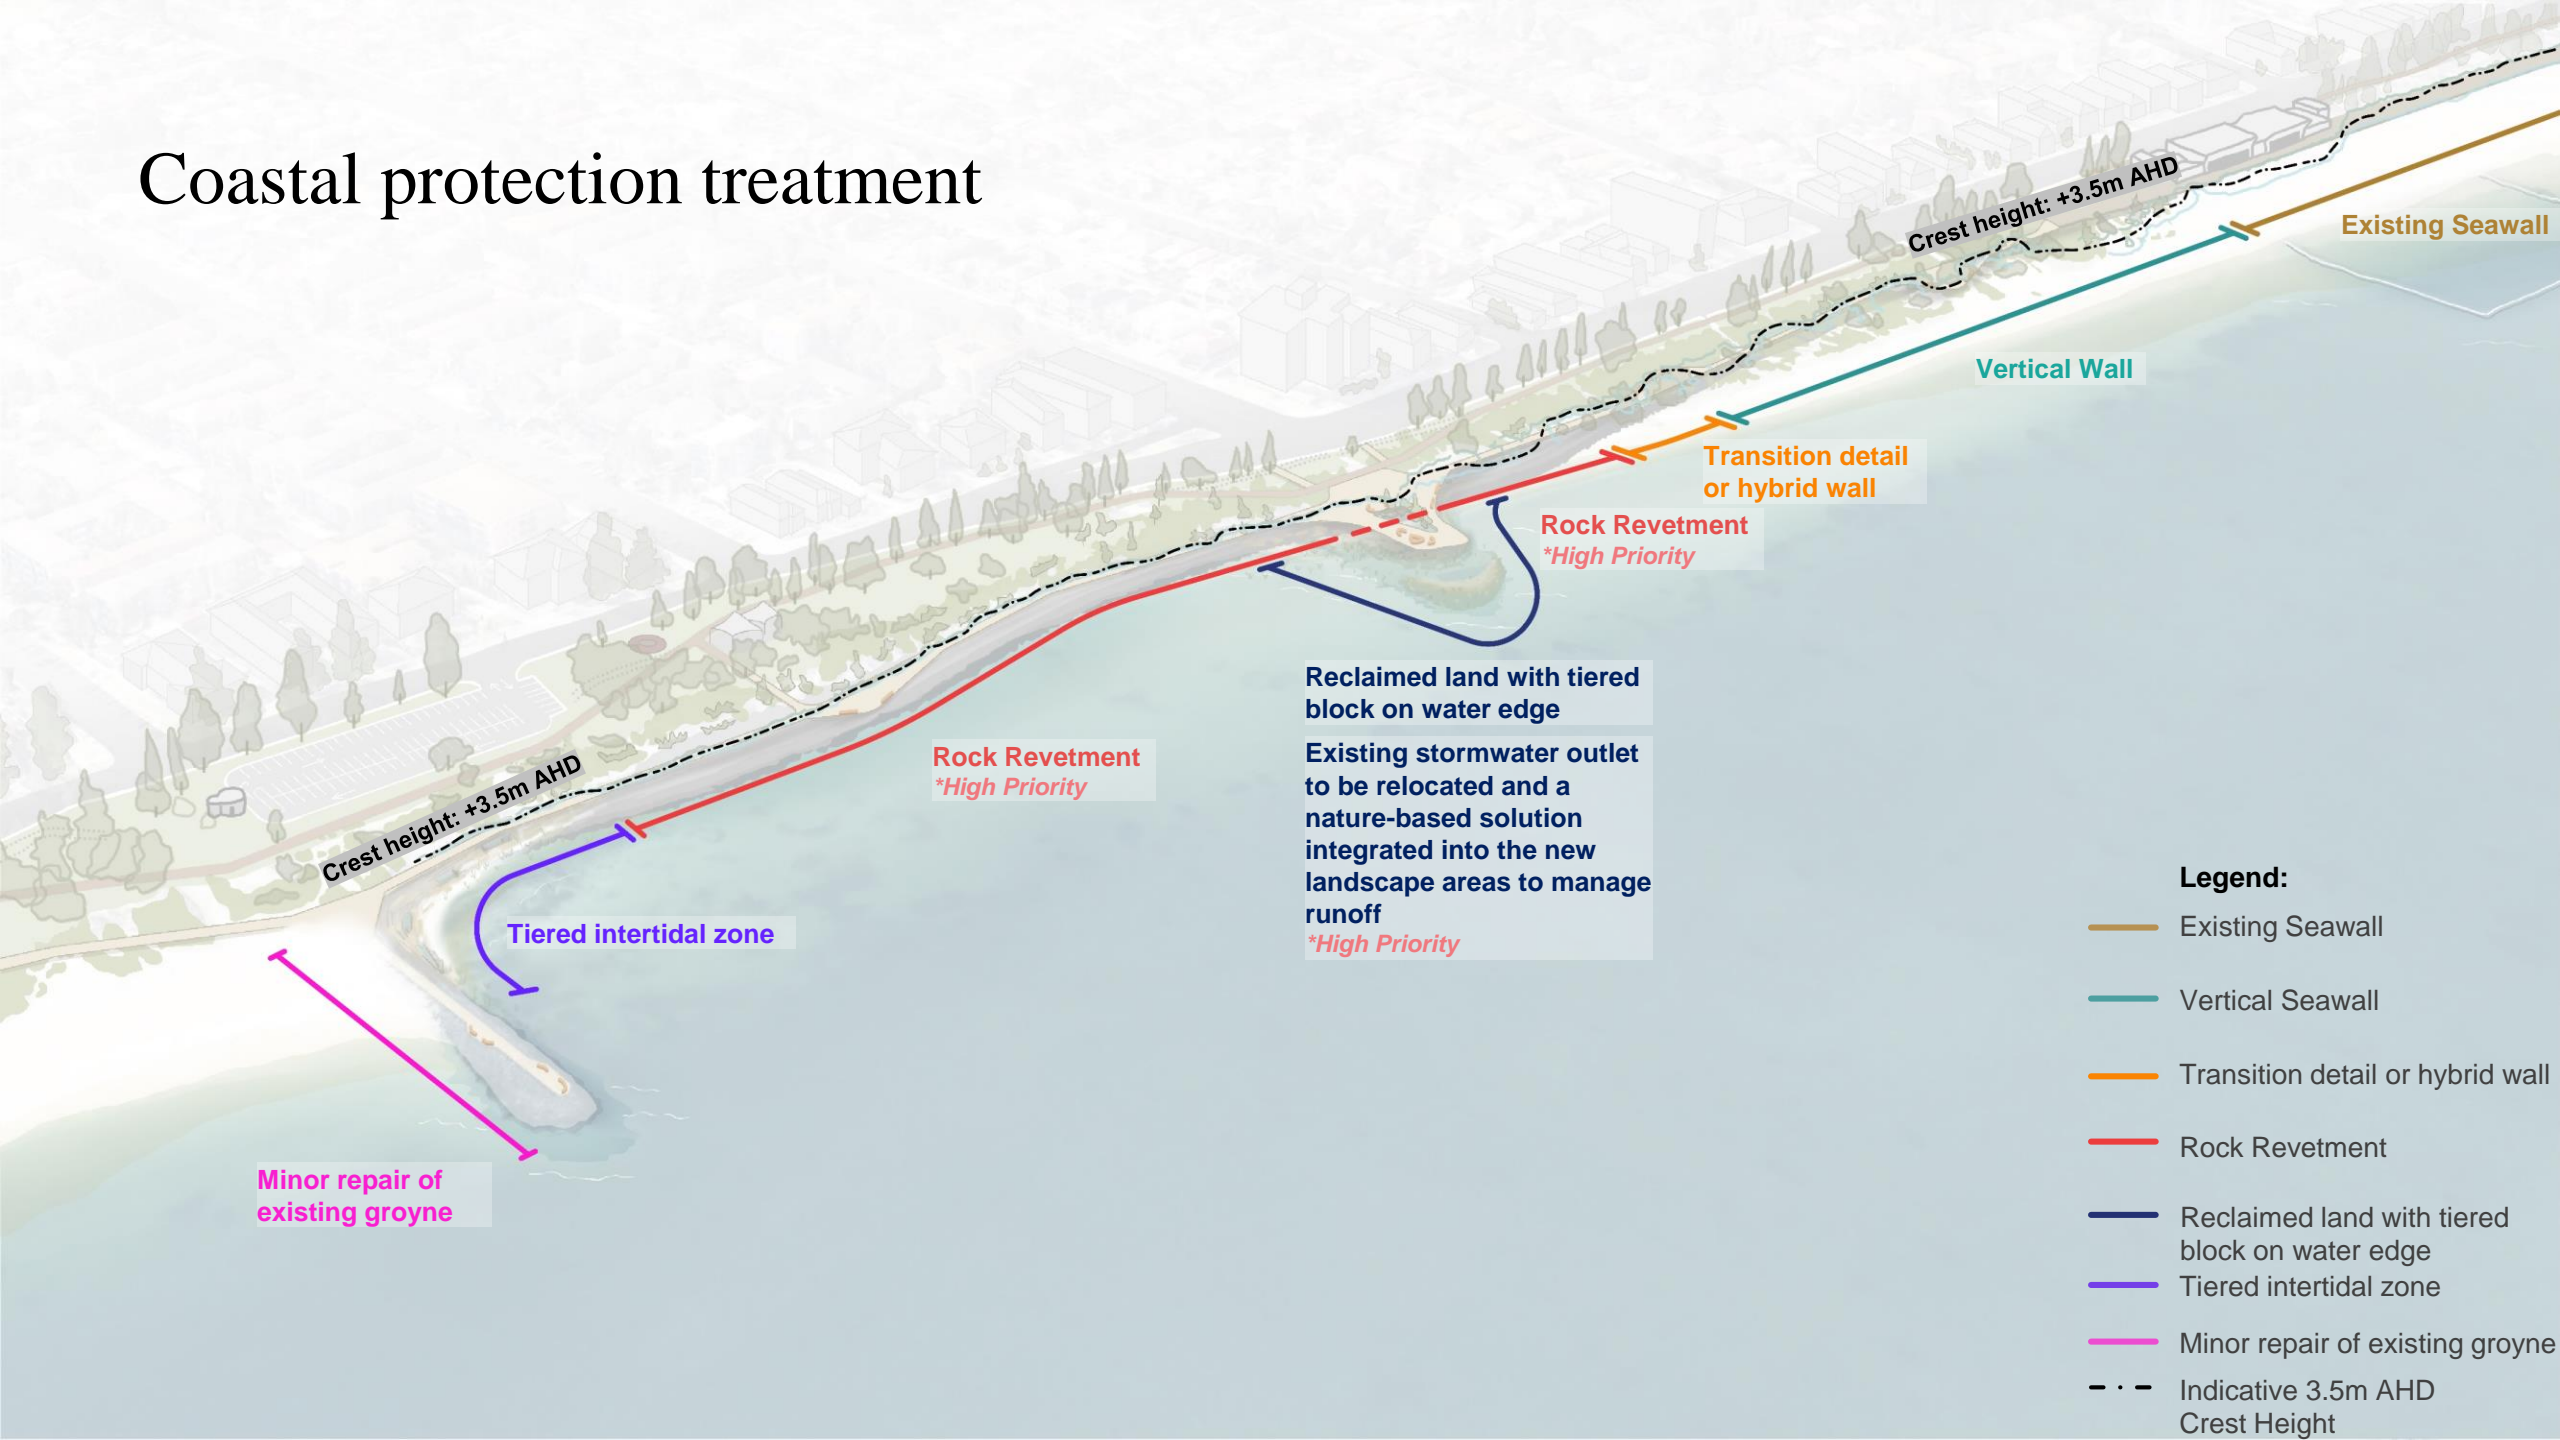 Coastal protection treatment
Crest height: +3.5m AHD
Existing Seawall
Vertical Wall
Transition detail
or hybrid wall
Rock Revetment
*High Priority
Reclaimed land with tiered
block on water edge
Existing stormwater outlet
to be relocated and a
nature-based solution
integrated into the new
landscape areas to manage
runoff
*High Priority
Rock Revetment
*High Priority
Crest height: +3.5m AHD
Tiered intertidal zone
Minor repair of
existing groyne
Legend:
Existing Seawall
Vertical Seawall
Transition detail or hybrid wall
Rock Revetment
Reclaimed land with tiered
block on water edge
Tiered intertidal zone
Minor repair of existing groyne
Indicative 3.5m AHD
Crest Height